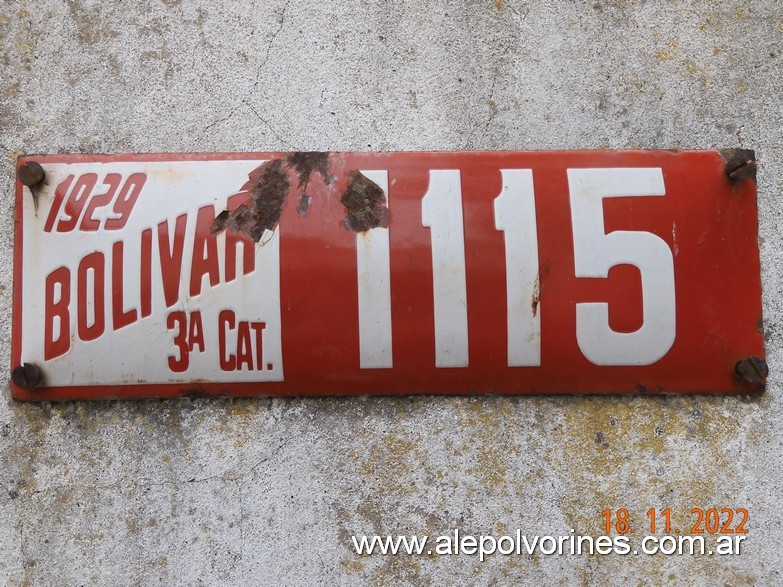 1929
BOLIVAR
3A CAT.
1115
18.11.2022
www.alepolvorines.com.ar